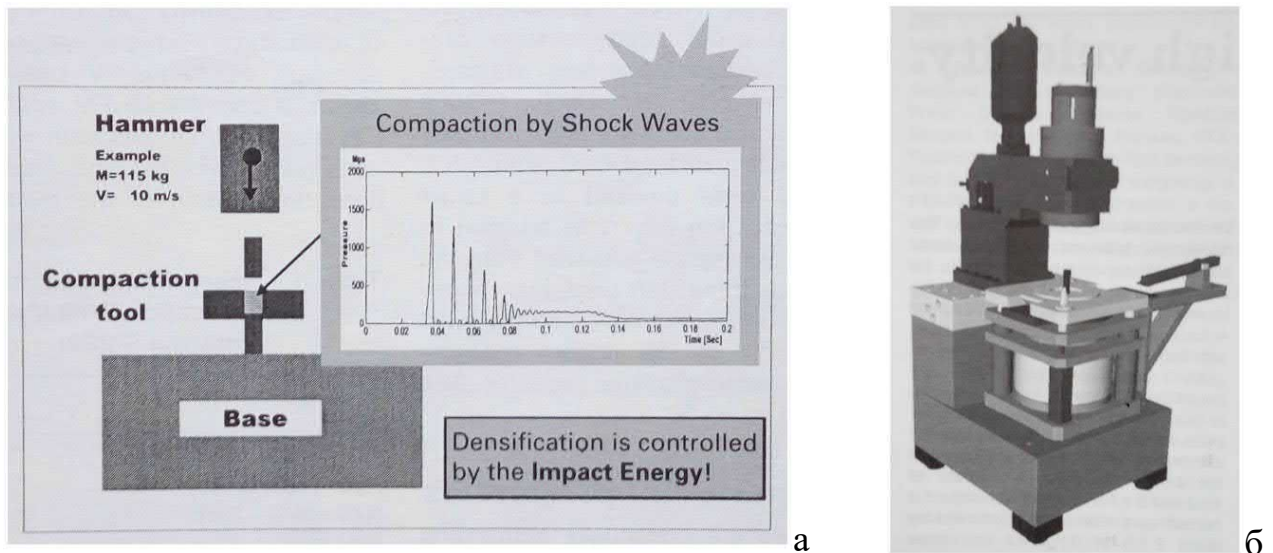 Hammer
Example
M=115 kg
V= 10 m/s
Compaction
tool
Base
Compaction by Shock Waves
Mpa
2000
1500
1000
500
0
Pressure
0 0.02 0.04 0.06 0.08 0.1 0.12 0.14 0.16 0.18 0.2
Time [Sec]
Densification is controlled
by the Impact Energy!
а
б